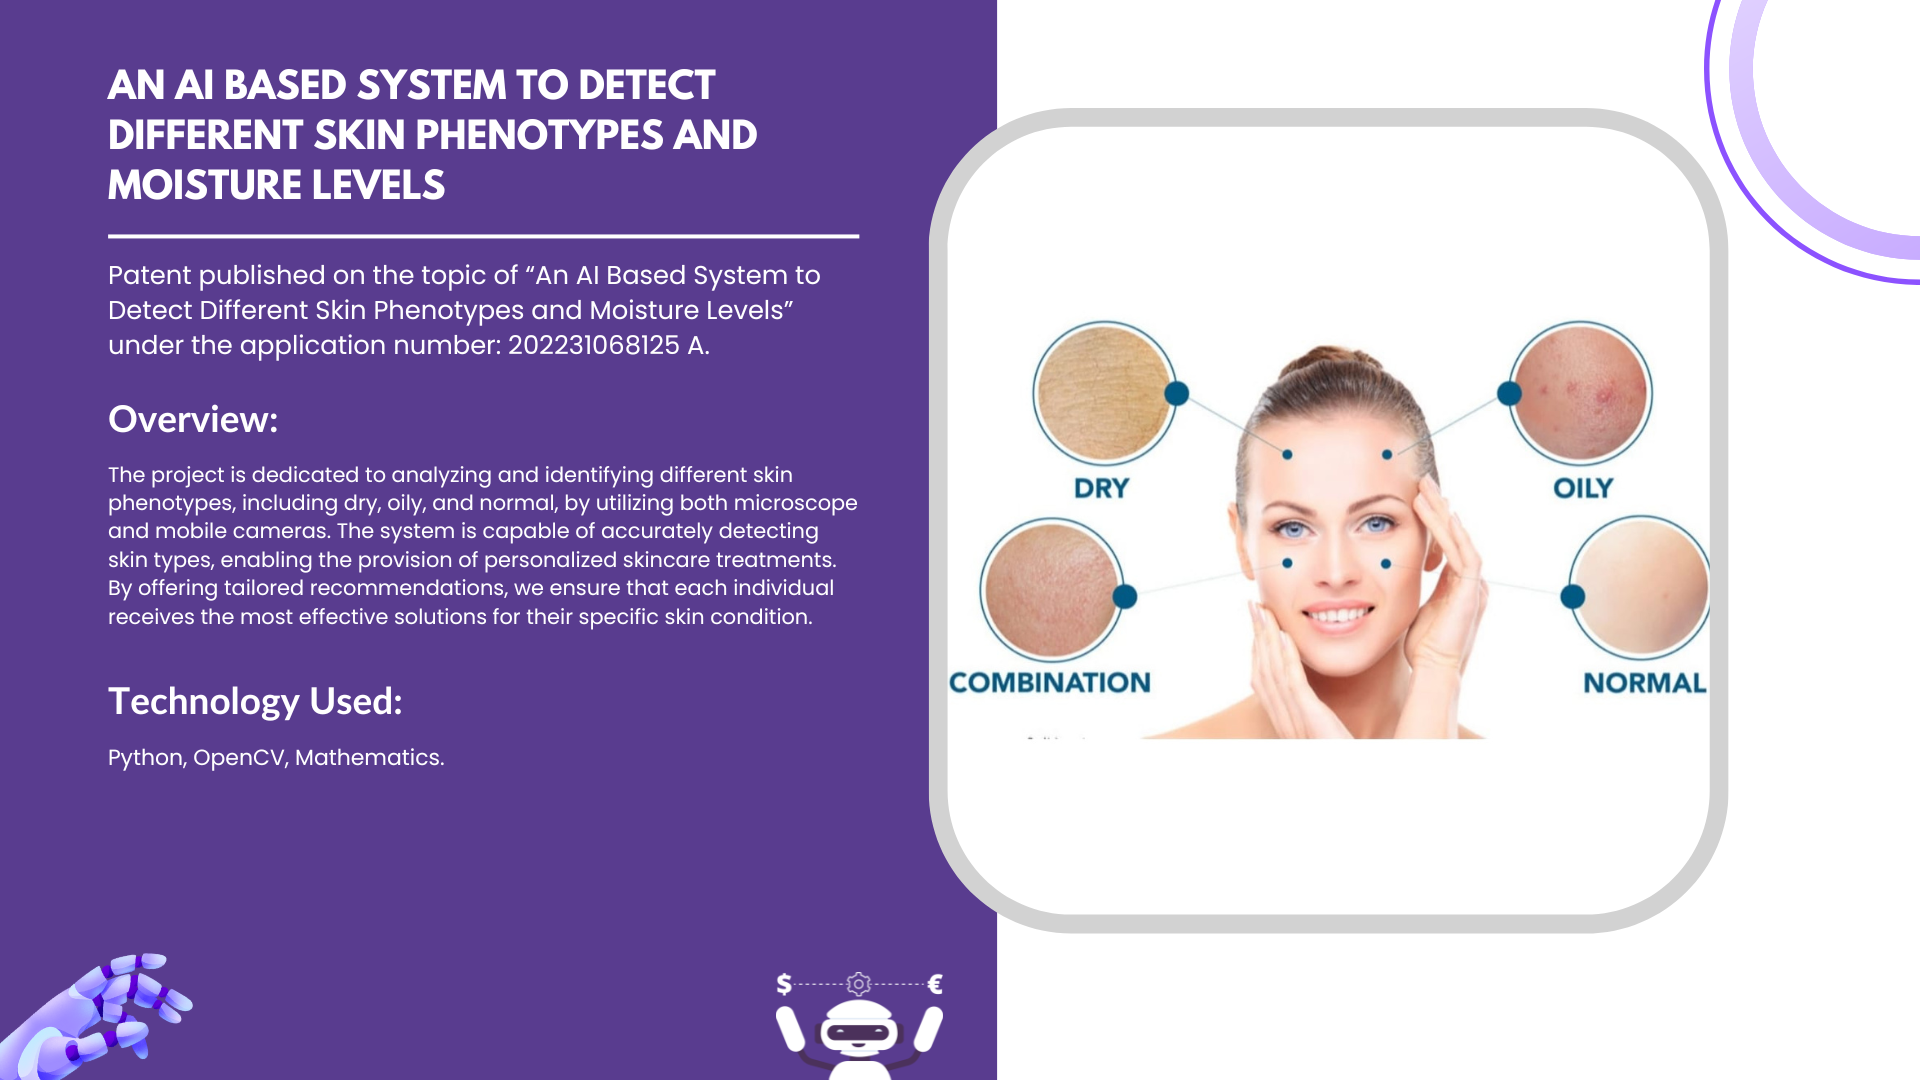 AN AI BASED SYSTEM TO DETECT
DIFFERENT SKIN PHENOTYPES AND
MOISTURE LEVELS
Patent published on the topic of “An AI Based System to
Detect Different Skin Phenotypes and Moisture Levels”
under the application number: 202231068125 A.
Overview:
The project is dedicated to analyzing and identifying different skin
phenotypes, including dry, oily, and normal, by utilizing both microscope
and mobile cameras. The system is capable of accurately detecting
skin types, enabling the provision of personalized skincare treatments.
By offering tailored recommendations, we ensure that each individual
receives the most effective solutions for their specific skin condition.
Technology Used:
Python, OpenCV, Mathematics.
$ €
DRY
OILY
COMBINATION
NORMAL